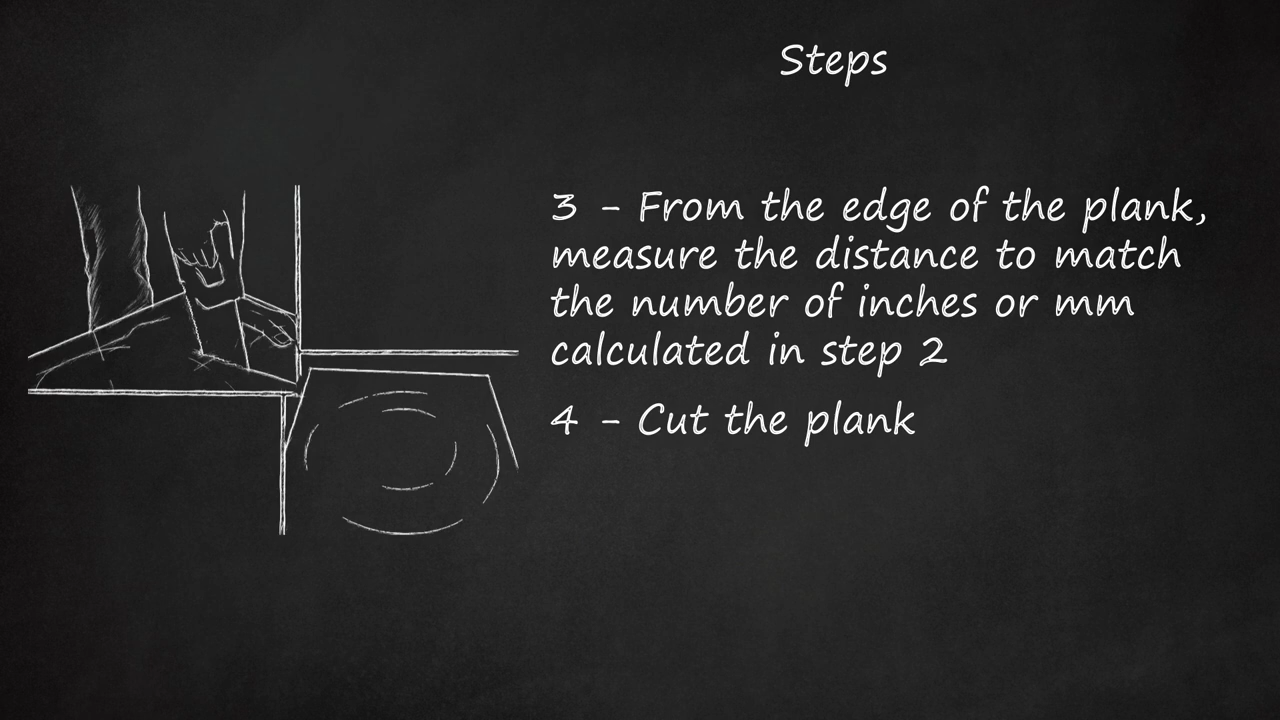 Steps
3 - From the edge of the plank,
measure the distance to match
the number of inches or mm
calculated in step 2
4 - Cut the plank